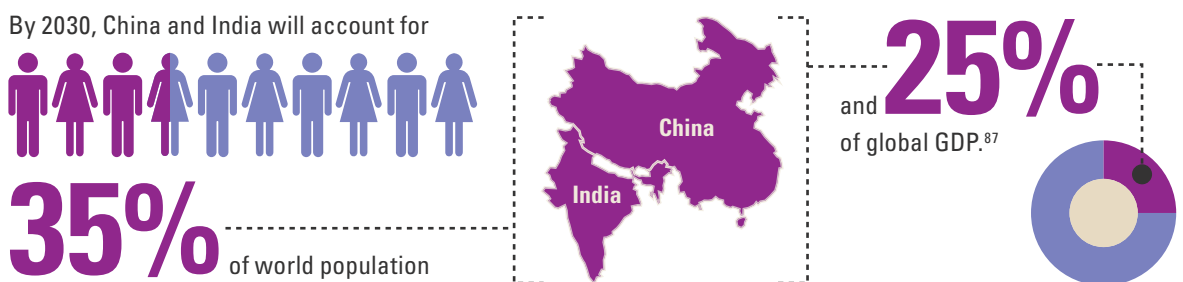 By 2030, China and India will account for
35%
of world population
China
India
and 25%
of global GDP.87